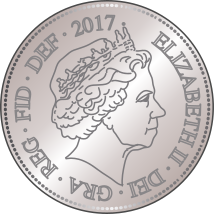 ELIZABETH II · DEI · GRA · REG · FID · DEF · 2017